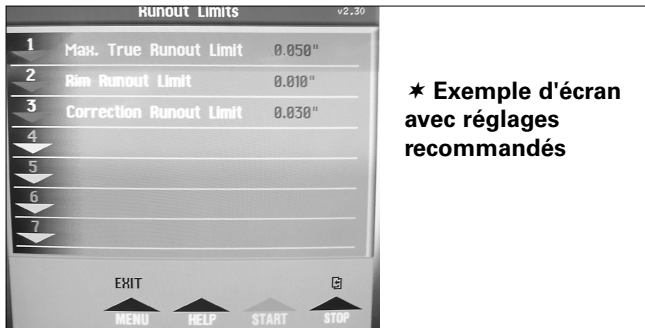 Runout Limits v2.30
1 Max. True Runout Limit 0.050"
2 Rim Runout Limit 0.010"
3 Correction Runout Limit 0.030"
4
5
6
7
EXIT
MENU HELP START STOP
✶ Exemple d'écran
avec réglages
recommandés